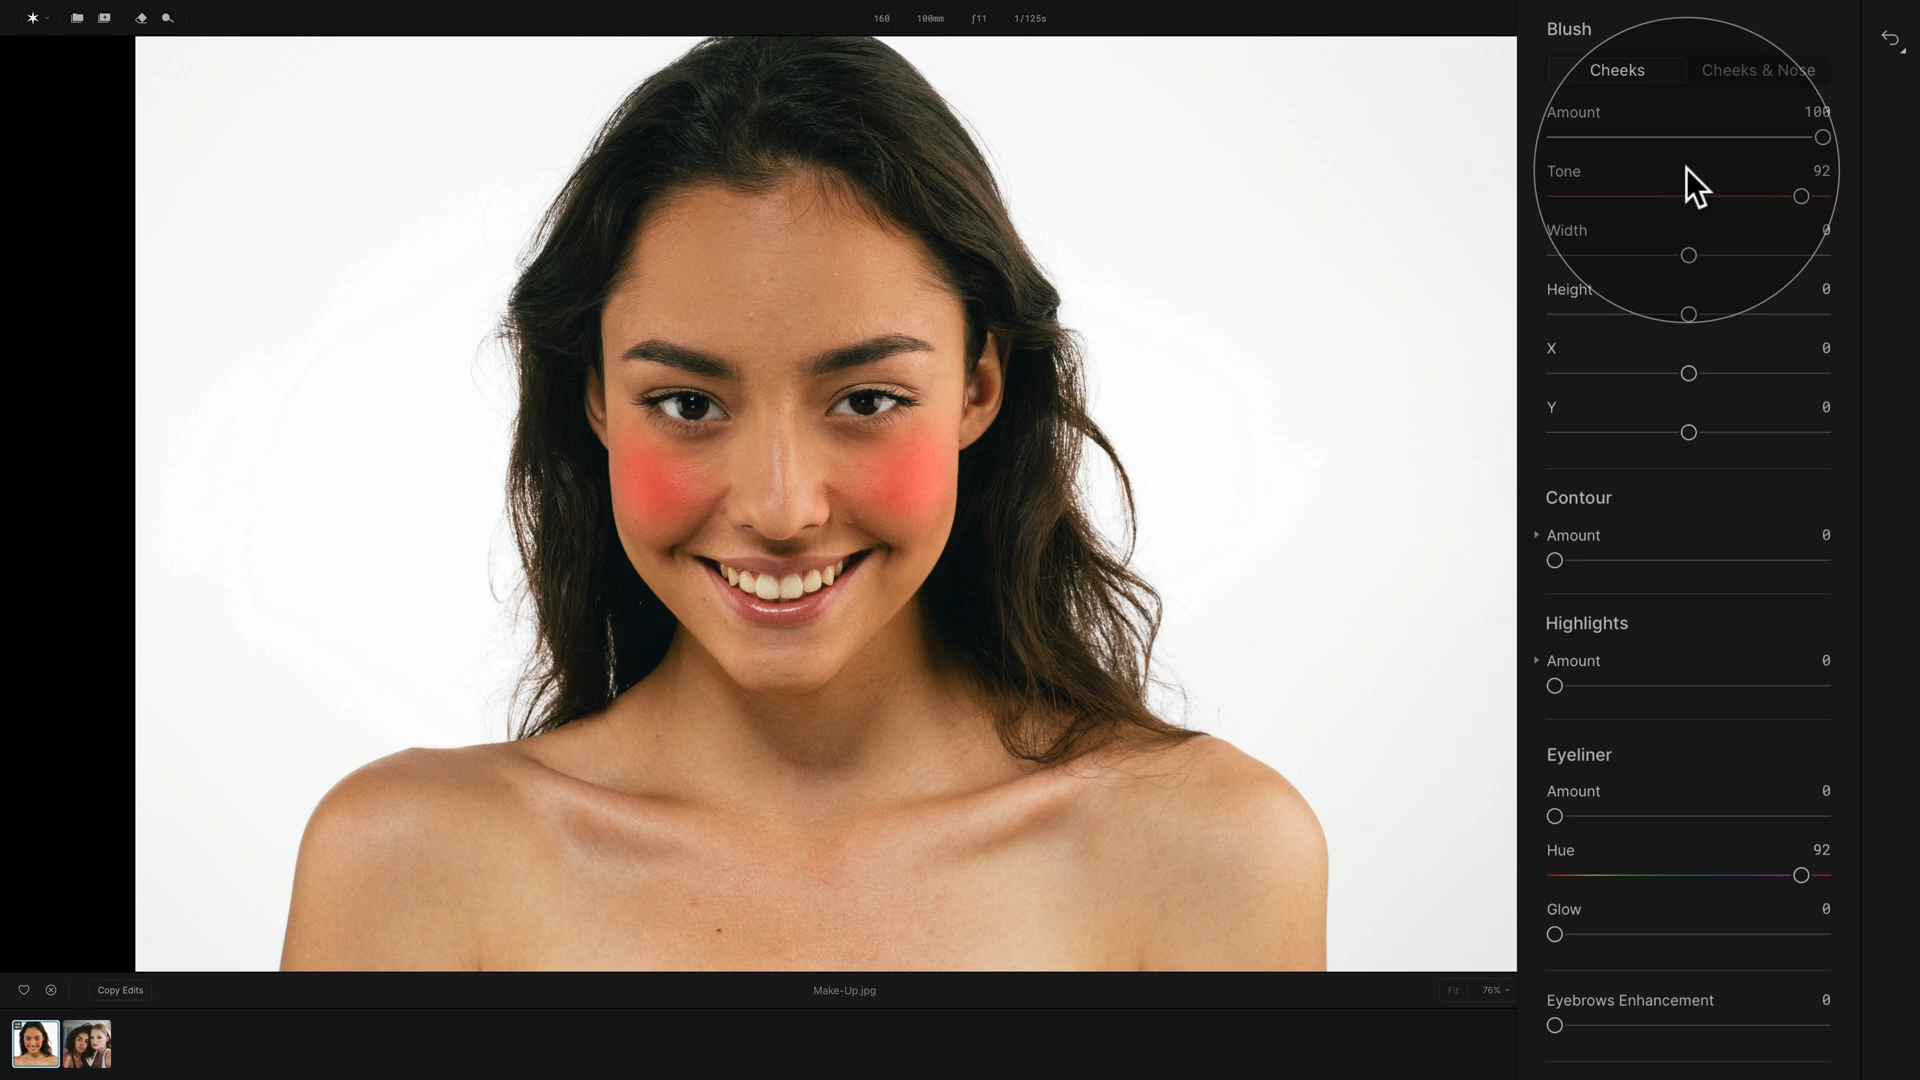 160 100mm ƒ11 1/125s
Blush
Cheeks Cheeks & Nose
Amount 100
Tone 92
Width 0
Height 0
X 0
Y 0
Contour
Amount 0
Highlights
Amount 0
Eyeliner
Amount 0
Hue 92
Glow 0
Eyebrows Enhancement 0
Copy Edits Make-Up.jpg Fit 76%